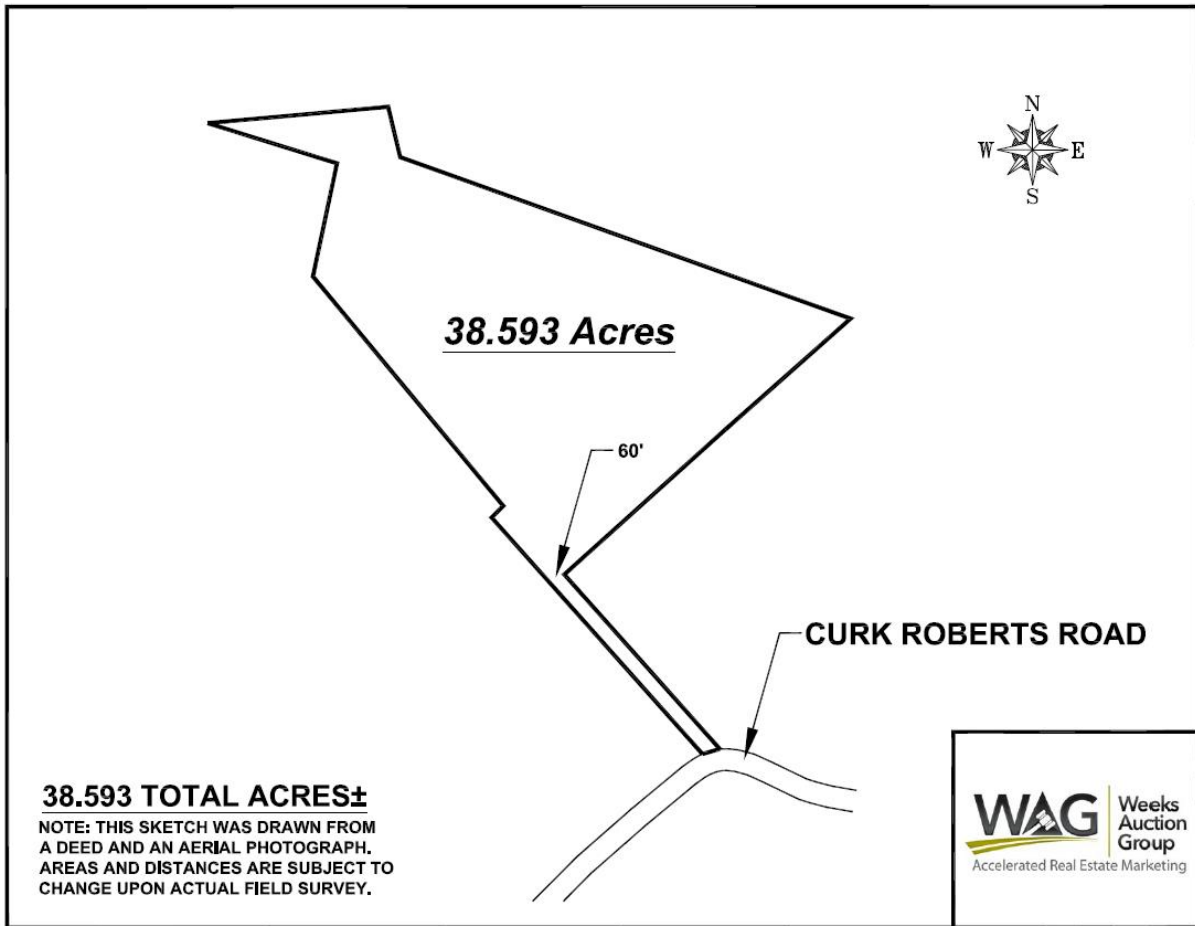 N
W E
S
38.593 Acres
60'
CURK ROBERTS ROAD
38.593 TOTAL ACRES±
NOTE: THIS SKETCH WAS DRAWN FROM
A DEED AND AN AERIAL PHOTOGRAPH.
AREAS AND DISTANCES ARE SUBJECT TO
CHANGE UPON ACTUAL FIELD SURVEY.
WAG
Weeks
Auction
Group
Accelerated Real Estate Marketing